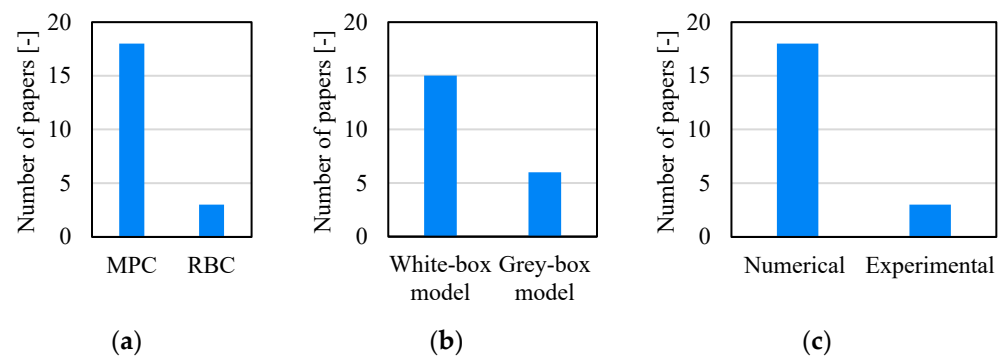 Number of papers [-]
20
15
10
5
0
MPC RBC
(a)
Number of papers [-]
20
15
10
5
0
White-box Grey-box
model model
(b)
Number of papers [-]
20
15
10
5
0
Numerical Experimental
(c)